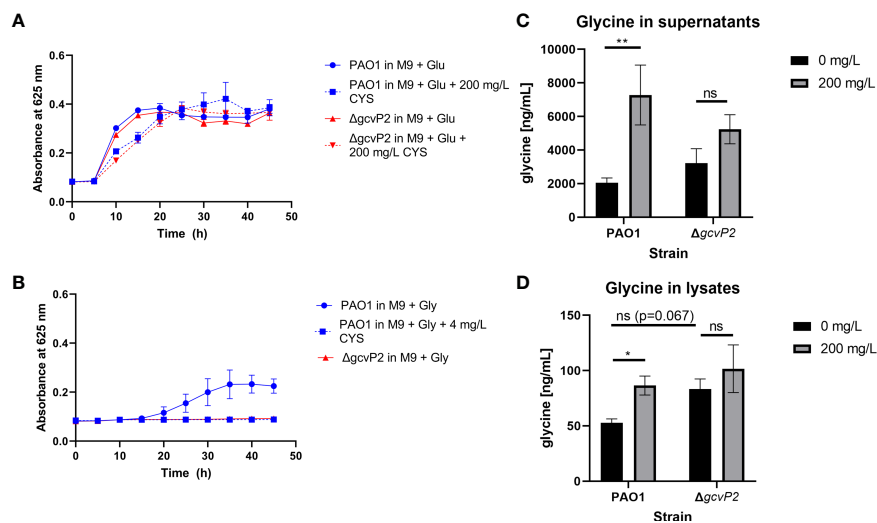 A
0.6
0.4
0.2
0.0
Absorbance at 625 nm
0 10 20 30 40 50
Time (h)
PAO1 in M9 + Glu
PAO1 in M9 + Glu + 200 mg/L
CYS
ΔgcvP2 in M9 + Glu
ΔgcvP2 in M9 + Glu +
200 mg/L CYS
B
0.6
0.4
0.2
0.0
Absorbance at 625 nm
0 10 20 30 40 50
Time (h)
PAO1 in M9 + Gly
PAO1 in M9 + Gly + 4 mg/L
CYS
ΔgcvP2 in M9 + Gly
C
Glycine in supernatants
10000
8000
6000
4000
2000
0
glycine [ng/mL]
**
ns
PAO1 ΔgcvP2
Strain
0 mg/L
200 mg/L
D
Glycine in lysates
150
100
50
0
glycine [ng/mL]
ns (p=0.067)
*
ns
PAO1 ΔgcvP2
Strain
0 mg/L
200 mg/L